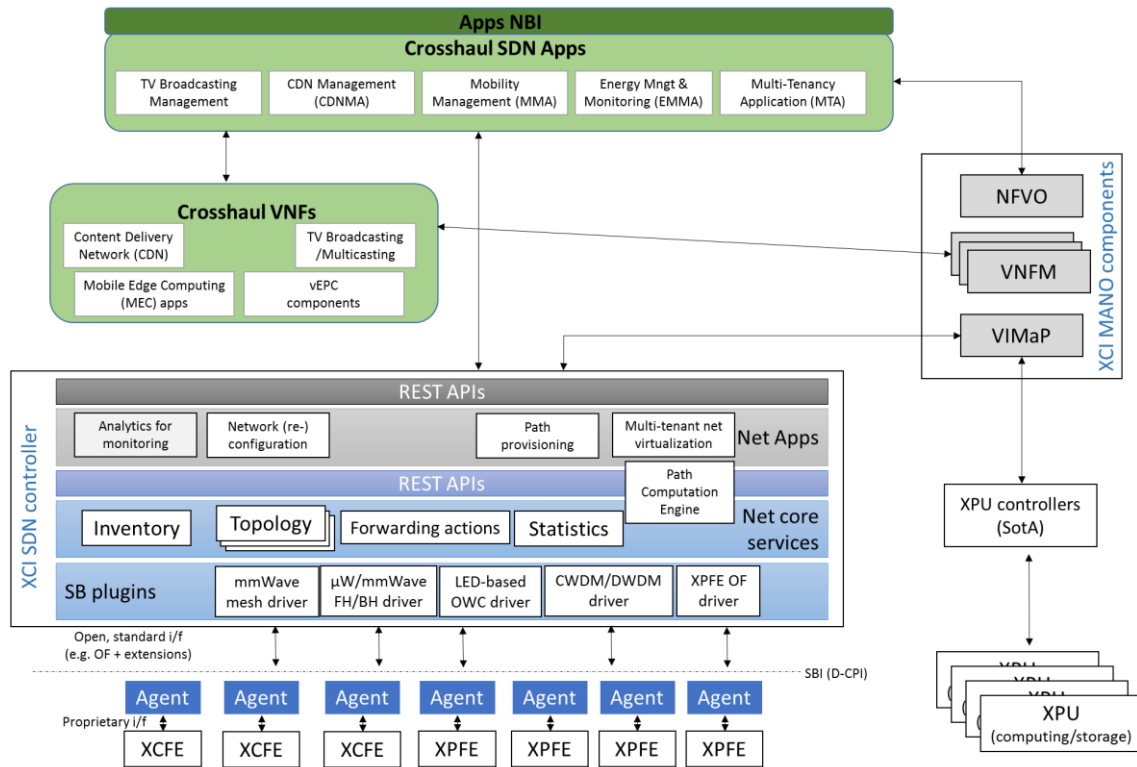 Apps NBI
Crosshaul SDN Apps
TV Broadcasting
Management
CDN Management
(CDNMA)
Mobility
Management (MMA)
Energy Mngt &
Monitoring (EMMA)
Multi-Tenancy
Application (MTA)
Crosshaul VNFs
Content Delivery
Network (CDN)
TV Broadcasting
/Multicasting
Mobile Edge Computing
(MEC) apps
vEPC
components
NFVO
VNFM
VIMaP
XCI MANO components
XCI SDN controller
REST APIs
Analytics for
monitoring
Network (re-)
configuration
Path
provisioning
Multi-tenant net
virtualization
Net Apps
REST APIs
Path
Computation
Engine
Inventory
Topology
Forwarding actions
Statistics
Net core
services
SB plugins
mmWave
mesh driver
µW/mmWave
FH/BH driver
LED-based
OWC driver
CWDM/DWDM
driver
XPFE OF
driver
XPU controllers
(SotA)
Open, standard i/f
(e.g. OF + extensions)
SBI (D-CPI)
Agent
Agent
Agent
Agent
Agent
Agent
Agent
Proprietary i/f
XCFE
XCFE
XCFE
XPFE
XPFE
XPFE
XPFE
XPU
(computing/storage)